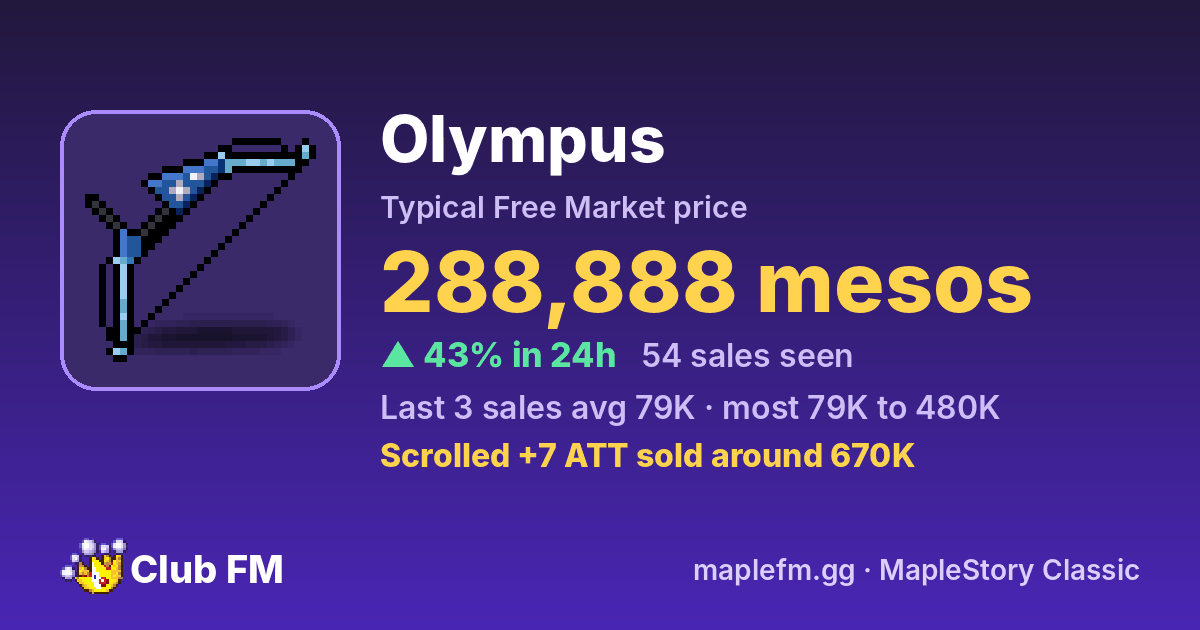 Olympus
Typical Free Market price
288,888 mesos
▲ 43% in 24h 54 sales seen
Last 3 sales avg 79K · most 79K to 480K
Scrolled +7 ATT sold around 670K
Club FM
maplefm.gg · MapleStory Classic